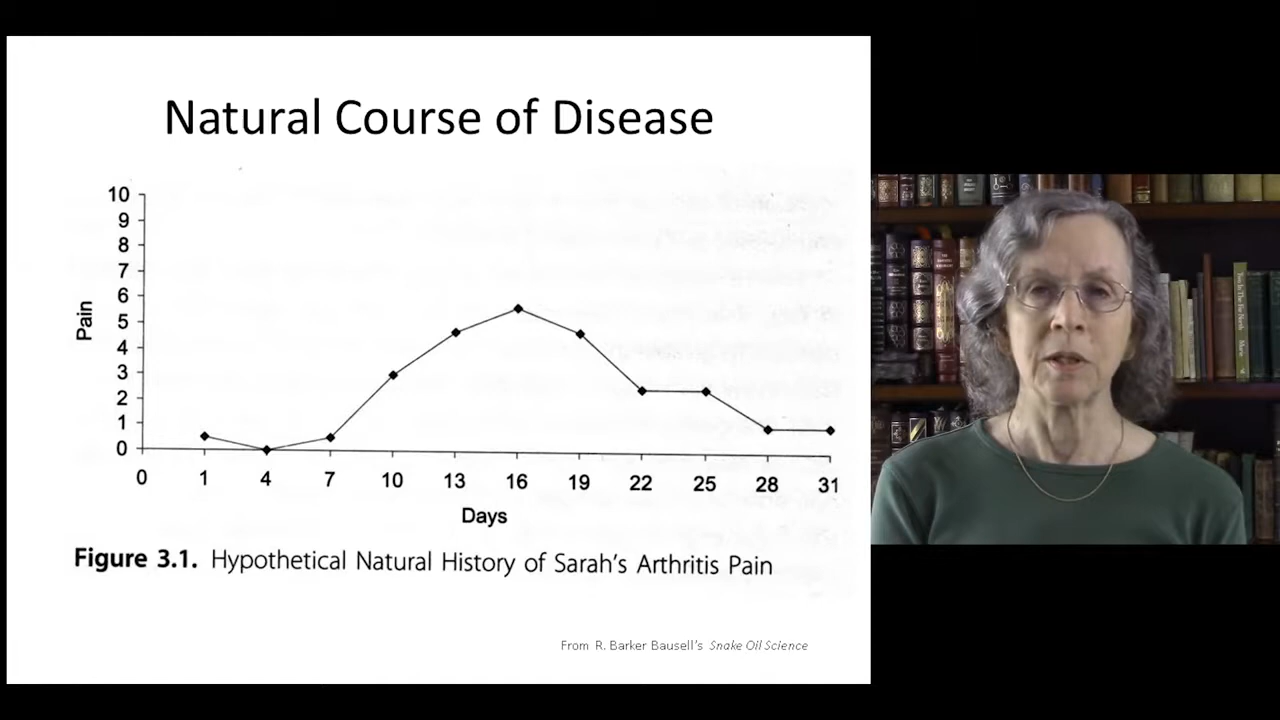 Natural Course of Disease
10
9
8
7
6
5
4
3
2
1
0
Pain
0 1 4 7 10 13 16 19 22 25 28 31
Days
Figure 3.1. Hypothetical Natural History of Sarah's Arthritis Pain
From R. Barker Bausell's Snake Oil Science